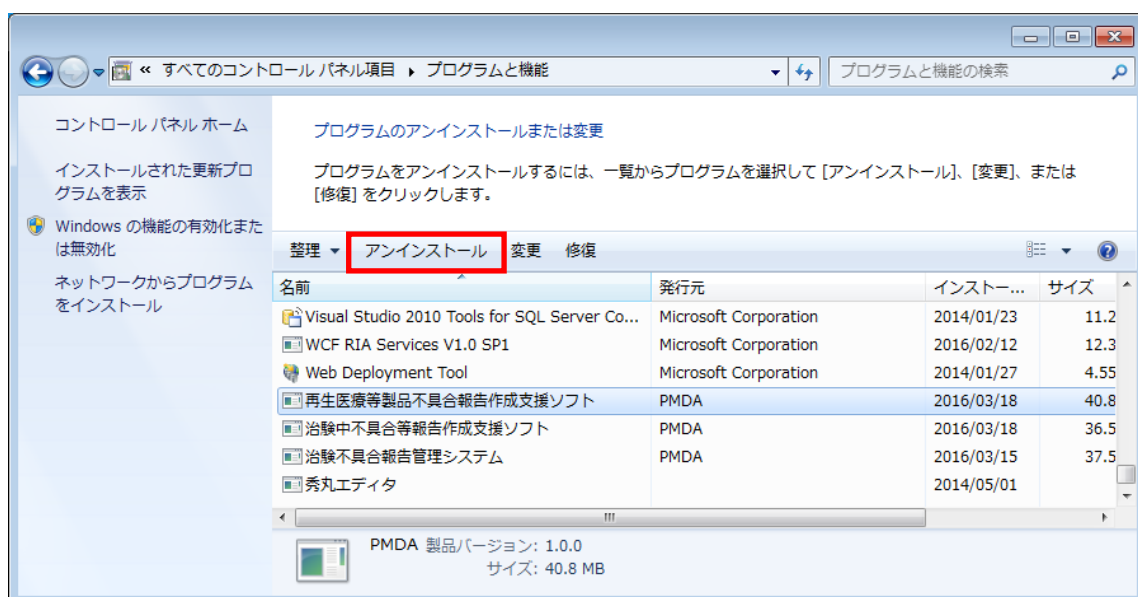 « すべてのコントロール パネル項目 ▸ プログラムと機能
プログラムと機能の検索
コントロール パネル ホーム
インストールされた更新プロ
グラムを表示
Windows の機能の有効化また
は無効化
ネットワークからプログラム
をインストール
プログラムのアンインストールまたは変更
プログラムをアンインストールするには、一覧からプログラムを選択して [アンインストール]、[変更]、または
[修復] をクリックします。
整理 ▼ アンインストール 変更 修復
名前 発行元 インストー... サイズ
Visual Studio 2010 Tools for SQL Server Co... Microsoft Corporation 2014/01/23 11.2
WCF RIA Services V1.0 SP1 Microsoft Corporation 2016/02/12 12.3
Web Deployment Tool Microsoft Corporation 2014/01/27 4.55
再生医療等製品不具合報告作成支援ソフト PMDA 2016/03/18 40.8
治験中不具合等報告作成支援ソフト PMDA 2016/03/18 36.5
治験不具合報告管理システム PMDA 2016/03/15 37.5
秀丸エディタ 2014/05/01
PMDA 製品バージョン: 1.0.0
サイズ: 40.8 MB